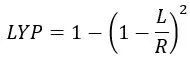 LYP = 1 − (1 − L/R)²